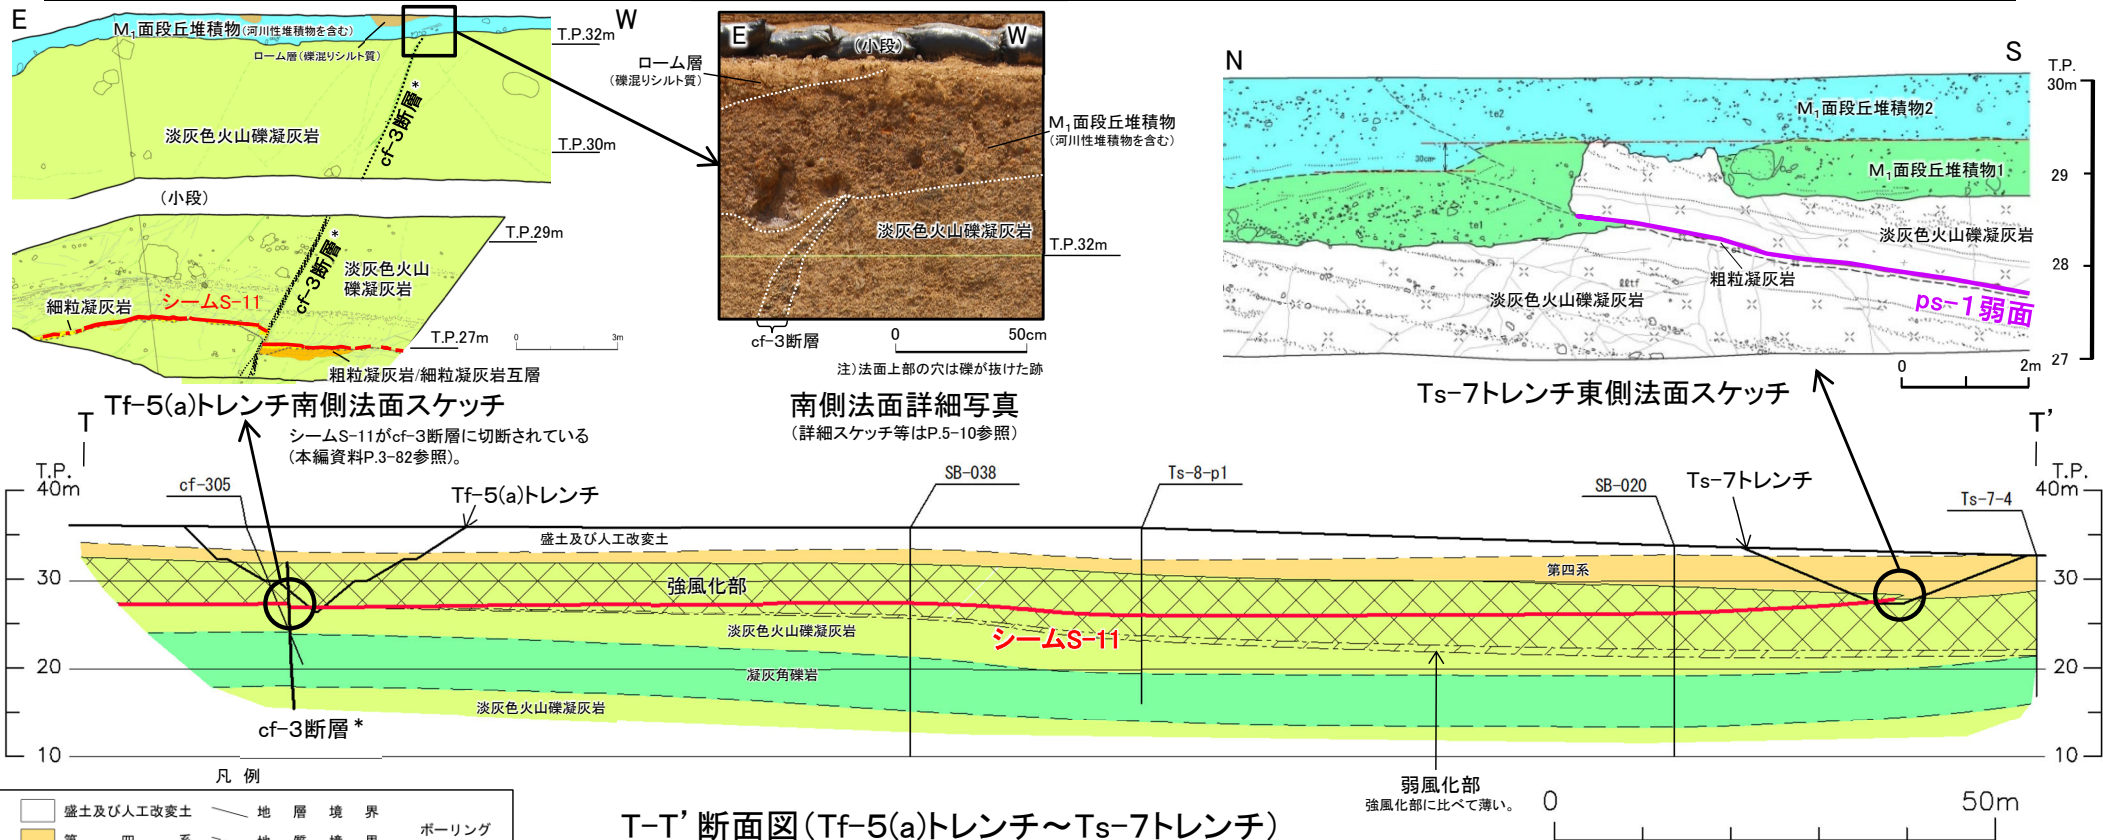 E
W
M₁面段丘堆積物(河川性堆積物を含む)
ローム層(礫混りシルト質)
T.P.32m
淡灰色火山礫凝灰岩
cf-3断層*
T.P.30m
(小段)
T.P.29m
cf-3断層*
淡灰色火山
礫凝灰岩
細粒凝灰岩
シームS-11
T.P.27m
0
3m
粗粒凝灰岩/細粒凝灰岩互層
Tf-5(a)トレンチ南側法面スケッチ
シームS-11がcf-3断層に切断されている
(本編資料P.3-82参照)。
E
(小段)
W
ローム層
(礫混りシルト質)
M₁面段丘堆積物
(河川性堆積物を含む)
淡灰色火山礫凝灰岩
T.P.32m
cf-3断層
0
50cm
注)法面上部の穴は礫が抜けた跡
南側法面詳細写真
(詳細スケッチ等はP.5-10参照)
N
S
T.P.
30m
te2
M₁面段丘堆積物2
30cm
29
M₁面段丘堆積物1
te1
淡灰色火山礫凝灰岩
28
粗粒凝灰岩
淡灰色火山礫凝灰岩
ℓℓtf
ps-1弱面
27
0
2m
Ts-7トレンチ東側法面スケッチ
T
T'
T.P.
40m
cf-305
Tf-5(a)トレンチ
SB-038
Ts-8-p1
SB-020
Ts-7トレンチ
Ts-7-4
T.P.
40m
盛土及び人工改変土
第四系
30
強風化部
30
淡灰色火山礫凝灰岩
シームS-11
20
凝灰角礫岩
20
淡灰色火山礫凝灰岩
cf-3断層*
10
10
弱風化部
強風化部に比べて薄い。
凡 例
盛土及び人工改変土
地 層 境 界
ボーリング
第 四 系
地 質 境 界
T-T' 断面図(Tf-5(a)トレンチ~Ts-7トレンチ)
0
50m